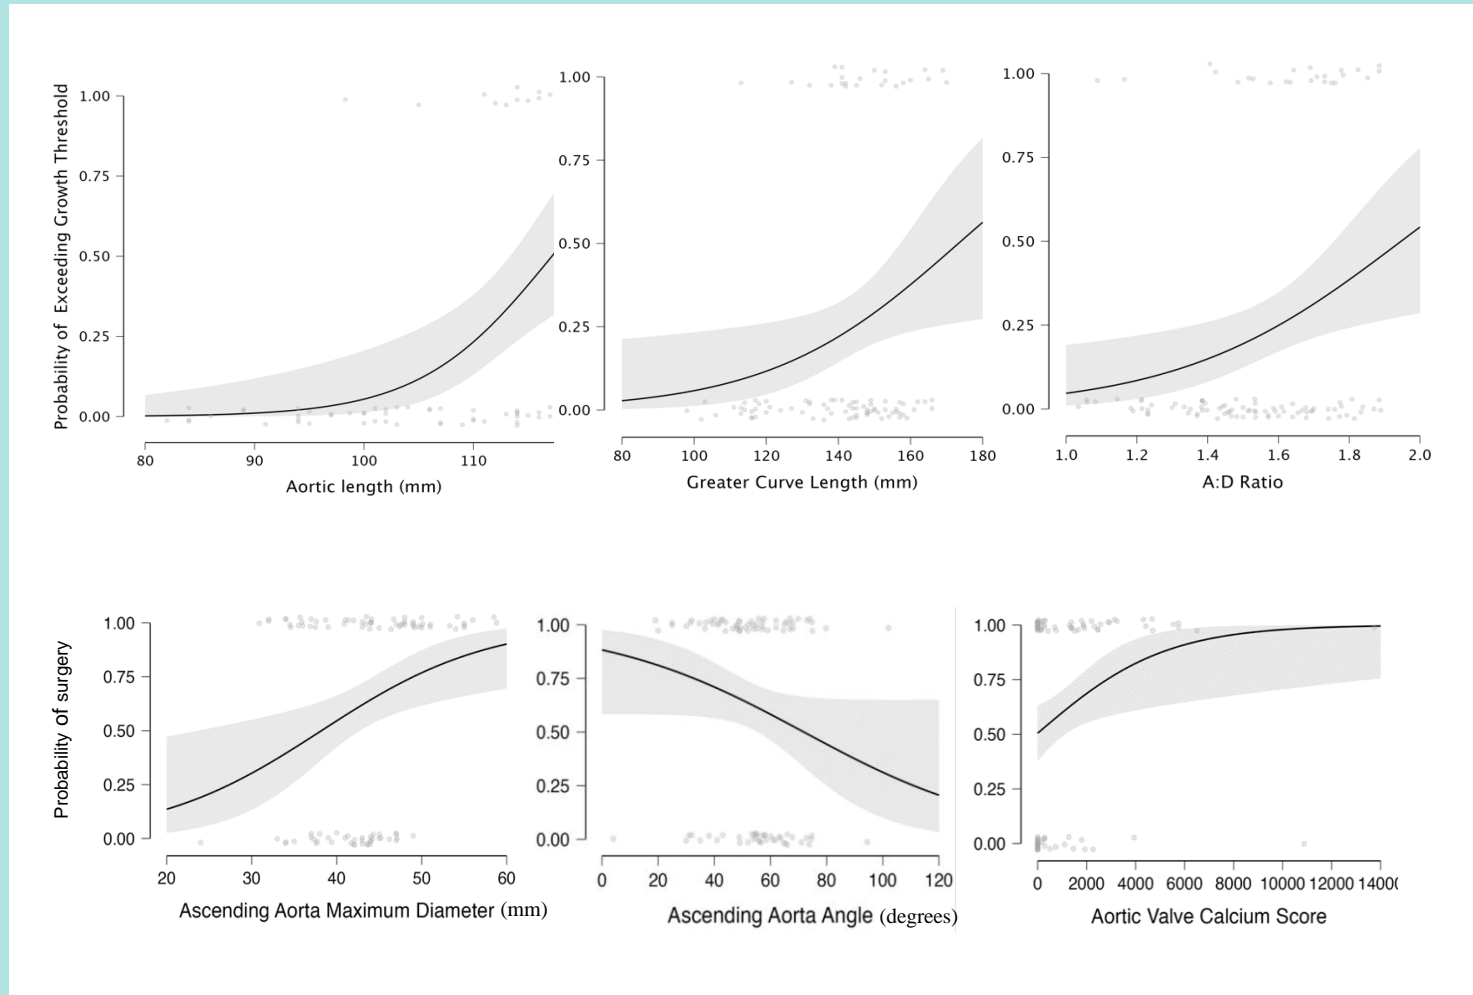 Probability of Exceeding Growth Threshold
1.00
0.75
0.50
0.25
0.00
80 90 100 110
Aortic length (mm)
1.00
0.75
0.50
0.25
0.00
80 100 120 140 160 180
Greater Curve Length (mm)
1.00
0.75
0.50
0.25
0.00
1.0 1.2 1.4 1.6 1.8 2.0
A:D Ratio
Probability of surgery
1.00
0.75
0.50
0.25
0.00
20 30 40 50 60
Ascending Aorta Maximum Diameter (mm)
1.00
0.75
0.50
0.25
0.00
0 20 40 60 80 100 120
Ascending Aorta Angle (degrees)
1.00
0.75
0.50
0.25
0.00
0 2000 4000 6000 8000 10000 12000 14000
Aortic Valve Calcium Score